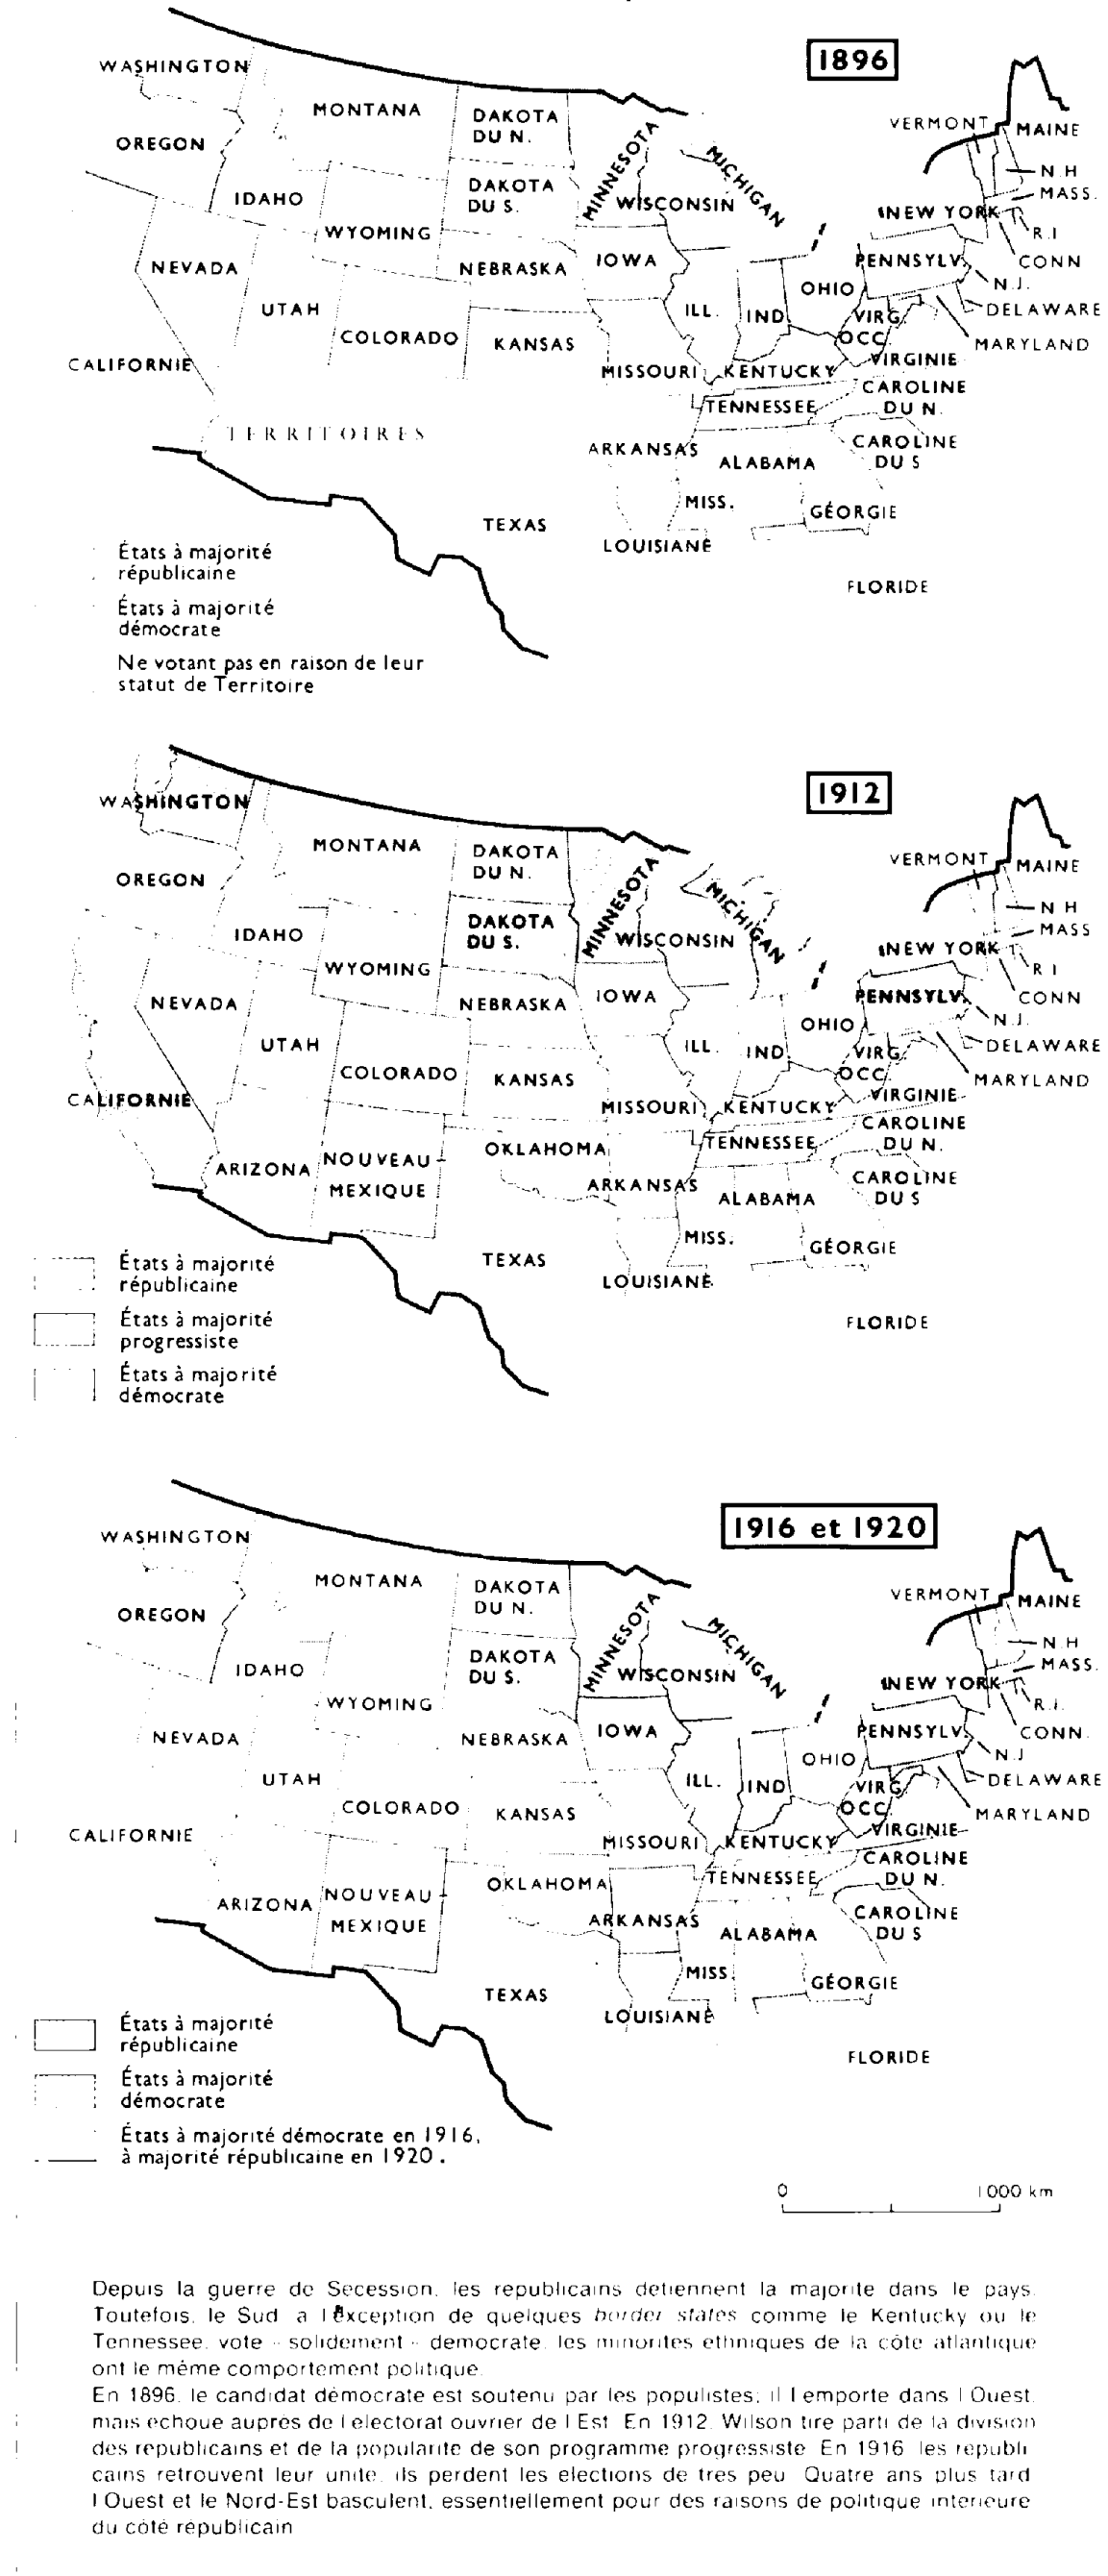 1896
WASHINGTON
MONTANA
DAKOTA
DU N.
MINNESOTA
MICHIGAN
VERMONT
MAINE
OREGON
N.H
MASS.
IDAHO
DAKOTA
DU S.
WISCONSIN
NEW YORK
R.I
WYOMING
CONN
NEVADA
NEBRASKA
IOWA
PENNSYLV.
N.J.
OHIO
DELAWARE
UTAH
ILL.
IND.
VIRG.
OCC.
COLORADO
KANSAS
MARYLAND
VIRGINIE
CALIFORNIE
MISSOURI
KENTUCKY
CAROLINE
DU N.
TENNESSEE
TERRITOIRES
ARKANSAS
ALABAMA
CAROLINE
DU S
MISS.
GÉORGIE
TEXAS
LOUISIANE
FLORIDE
États à majorité
républicaine
États à majorité
démocrate
Ne votant pas en raison de leur
statut de Territoire
1912
WASHINGTON
MONTANA
DAKOTA
DU N.
MINNESOTA
MICHIGAN
VERMONT
MAINE
OREGON
N H
MASS
IDAHO
DAKOTA
DU S.
WISCONSIN
NEW YORK
R I
WYOMING
CONN
NEVADA
NEBRASKA
IOWA
PENNSYLV.
N.J.
OHIO
DELAWARE
UTAH
ILL.
IND.
VIRG.
OCC.
COLORADO
KANSAS
MARYLAND
VIRGINIE
CALIFORNIE
MISSOURI
KENTUCKY
CAROLINE
DU N.
OKLAHOMA
TENNESSEE
ARIZONA
NOUVEAU
MEXIQUE
ARKANSAS
ALABAMA
CAROLINE
DU S
MISS.
GÉORGIE
TEXAS
LOUISIANE
FLORIDE
États à majorité
républicaine
États à majorité
progressiste
États à majorité
démocrate
1916 et 1920
WASHINGTON
MONTANA
DAKOTA
DU N.
MINNESOTA
MICHIGAN
VERMONT
MAINE
OREGON
N.H
MASS.
IDAHO
DAKOTA
DU S.
WISCONSIN
NEW YORK
R.I.
WYOMING
CONN.
NEVADA
NEBRASKA
IOWA
PENNSYLV.
N.J
OHIO
DELAWARE
UTAH
ILL.
IND
VIRG.
OCC.
COLORADO
KANSAS
MARYLAND
VIRGINIE
CALIFORNIE
MISSOURI
KENTUCKY
CAROLINE
DU N.
OKLAHOMA
TENNESSEE
ARIZONA
NOUVEAU
MEXIQUE
ARKANSAS
ALABAMA
CAROLINE
DU S
MISS.
GÉORGIE
TEXAS
LOUISIANE
FLORIDE
États à majorité
républicaine
États à majorité
démocrate
États à majorité démocrate en 1916,
à majorité républicaine en 1920.
0 1000 km
Depuis la guerre de Secession, les republicains detiennent la majorite dans le pays.
Toutefois, le Sud a l exception de quelques border states comme le Kentucky ou le
Tennessee, vote « solidement » democrate, les minorites ethniques de la côte atlantique
ont le même comportement politique.
En 1896, le candidat démocrate est soutenu par les populistes; il l emporte dans l Ouest,
mais echoue auprès de l electorat ouvrier de l Est En 1912, Wilson tire parti de la division
des republicains et de la popularite de son programme progressiste En 1916 les republi
cains retrouvent leur unite, ils perdent les elections de tres peu Quatre ans plus tard
l Ouest et le Nord-Est basculent, essentiellement pour des raisons de politique interieure
du côté républicain